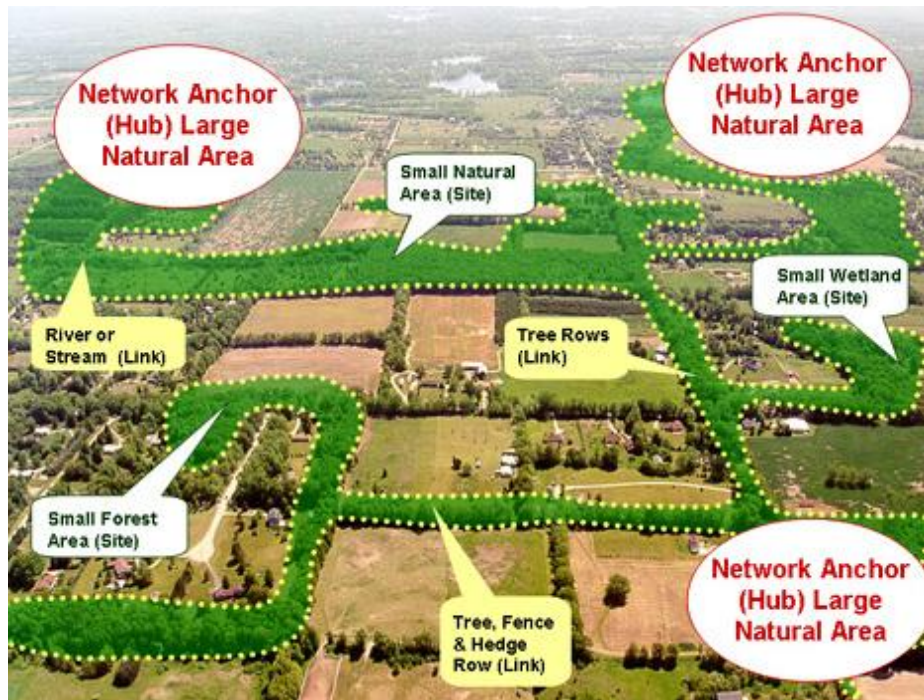 Network Anchor
(Hub) Large
Natural Area
Network Anchor
(Hub) Large
Natural Area
Small Natural
Area (Site)
Small Wetland
Area (Site)
River or
Stream (Link)
Tree Rows
(Link)
Small Forest
Area (Site)
Tree, Fence
& Hedge
Row (Link)
Network Anchor
(Hub) Large
Natural Area